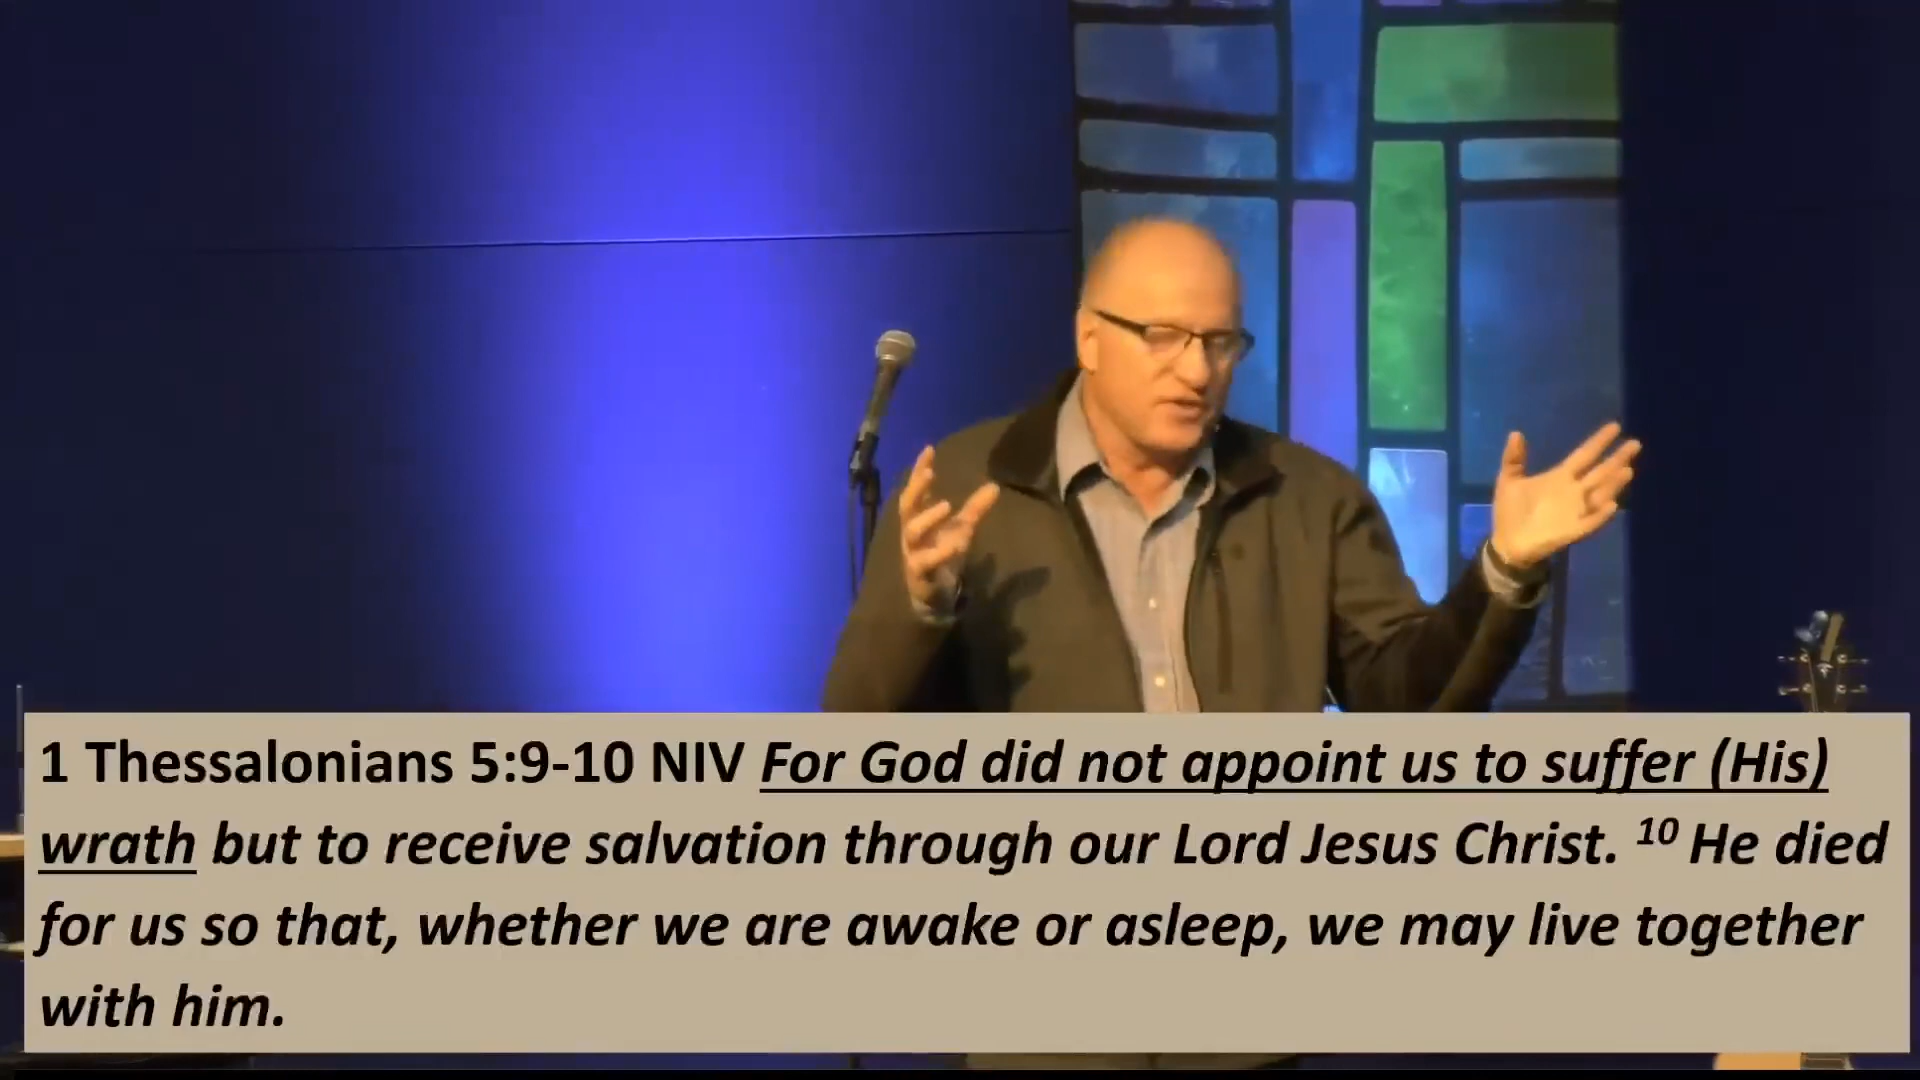 1 Thessalonians 5:9-10 NIV For God did not appoint us to suffer (His)
wrath but to receive salvation through our Lord Jesus Christ. 10 He died
for us so that, whether we are awake or asleep, we may live together
with him.